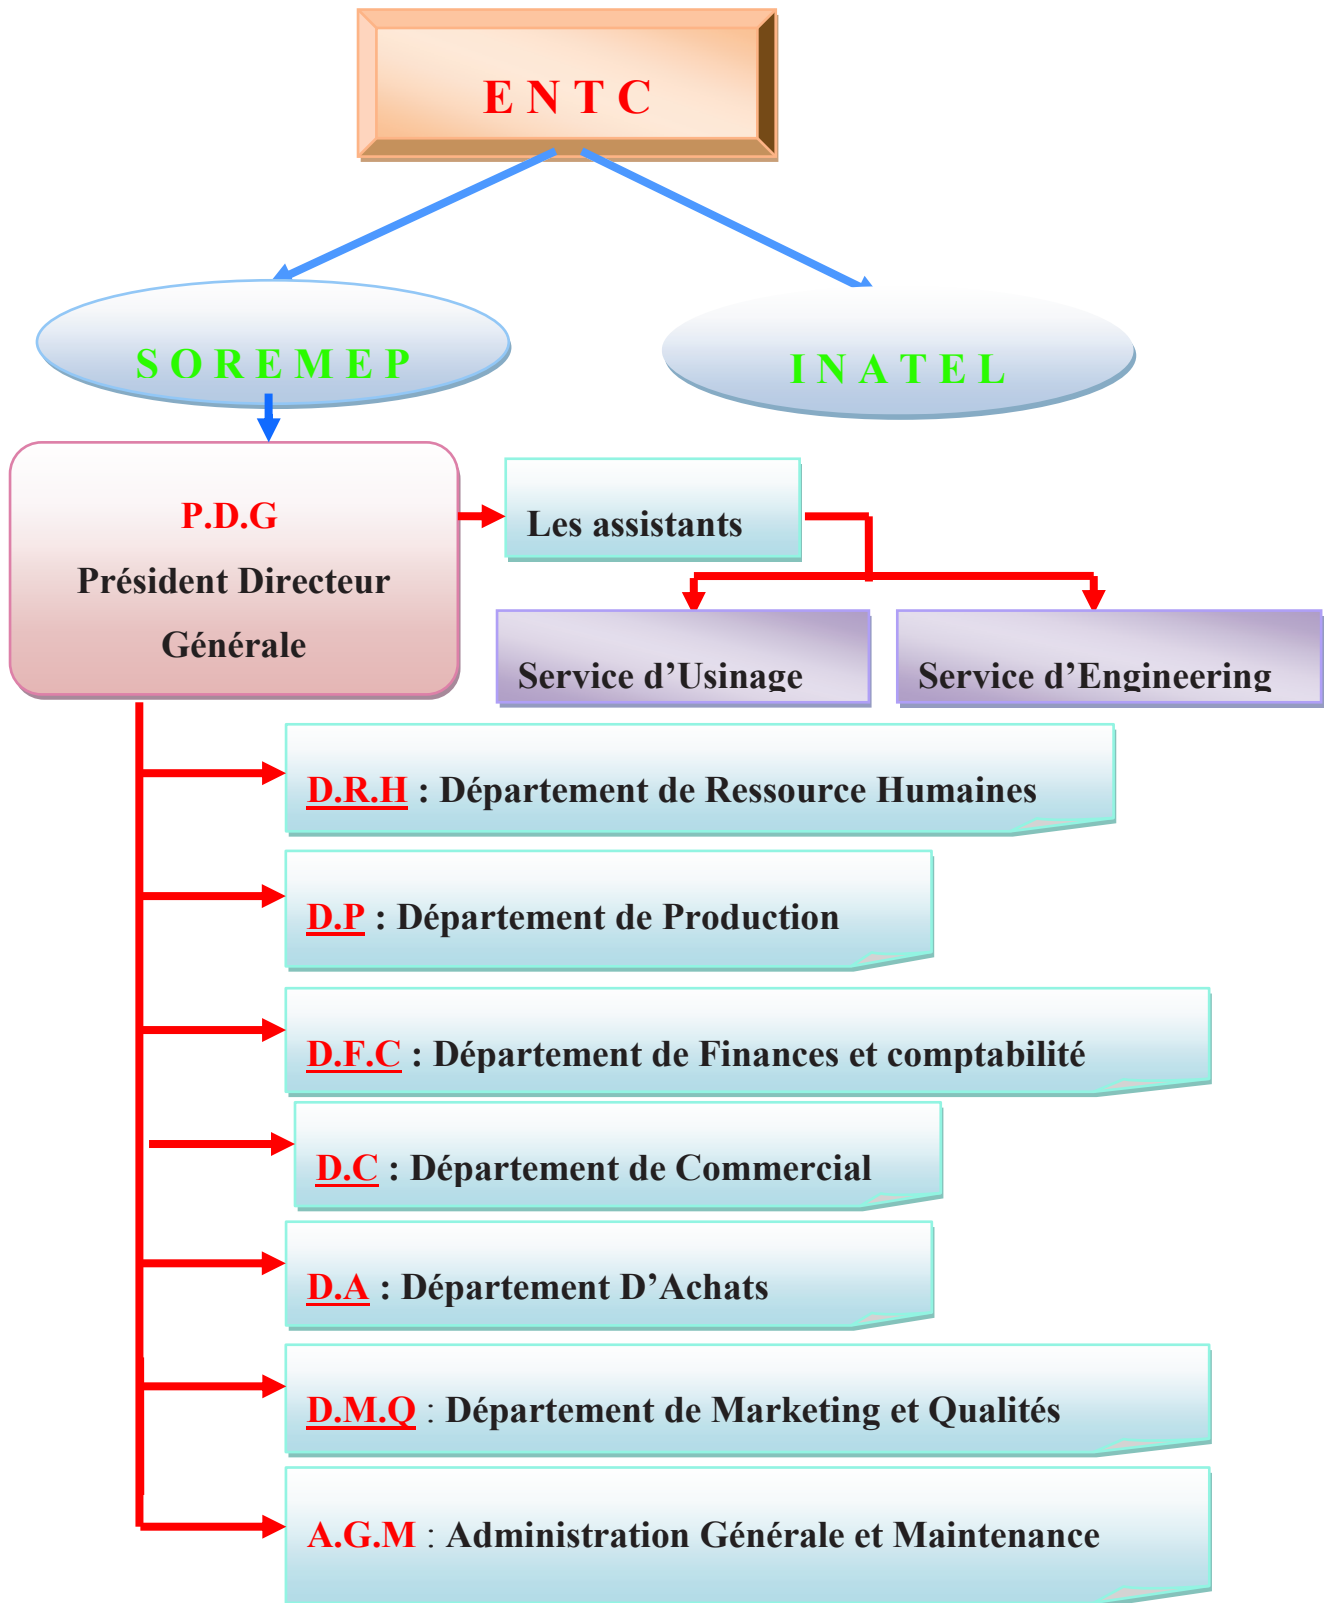 E N T C
S O R E M E P
I N A T E L
P.D.G
Président Directeur
Générale
Les assistants
Service d’Usinage
Service d’Engineering
D.R.H : Département de Ressource Humaines
D.P : Département de Production
D.F.C : Département de Finances et comptabilité
D.C : Département de Commercial
D.A : Département D’Achats
D.M.Q : Département de Marketing et Qualités
A.G.M : Administration Générale et Maintenance